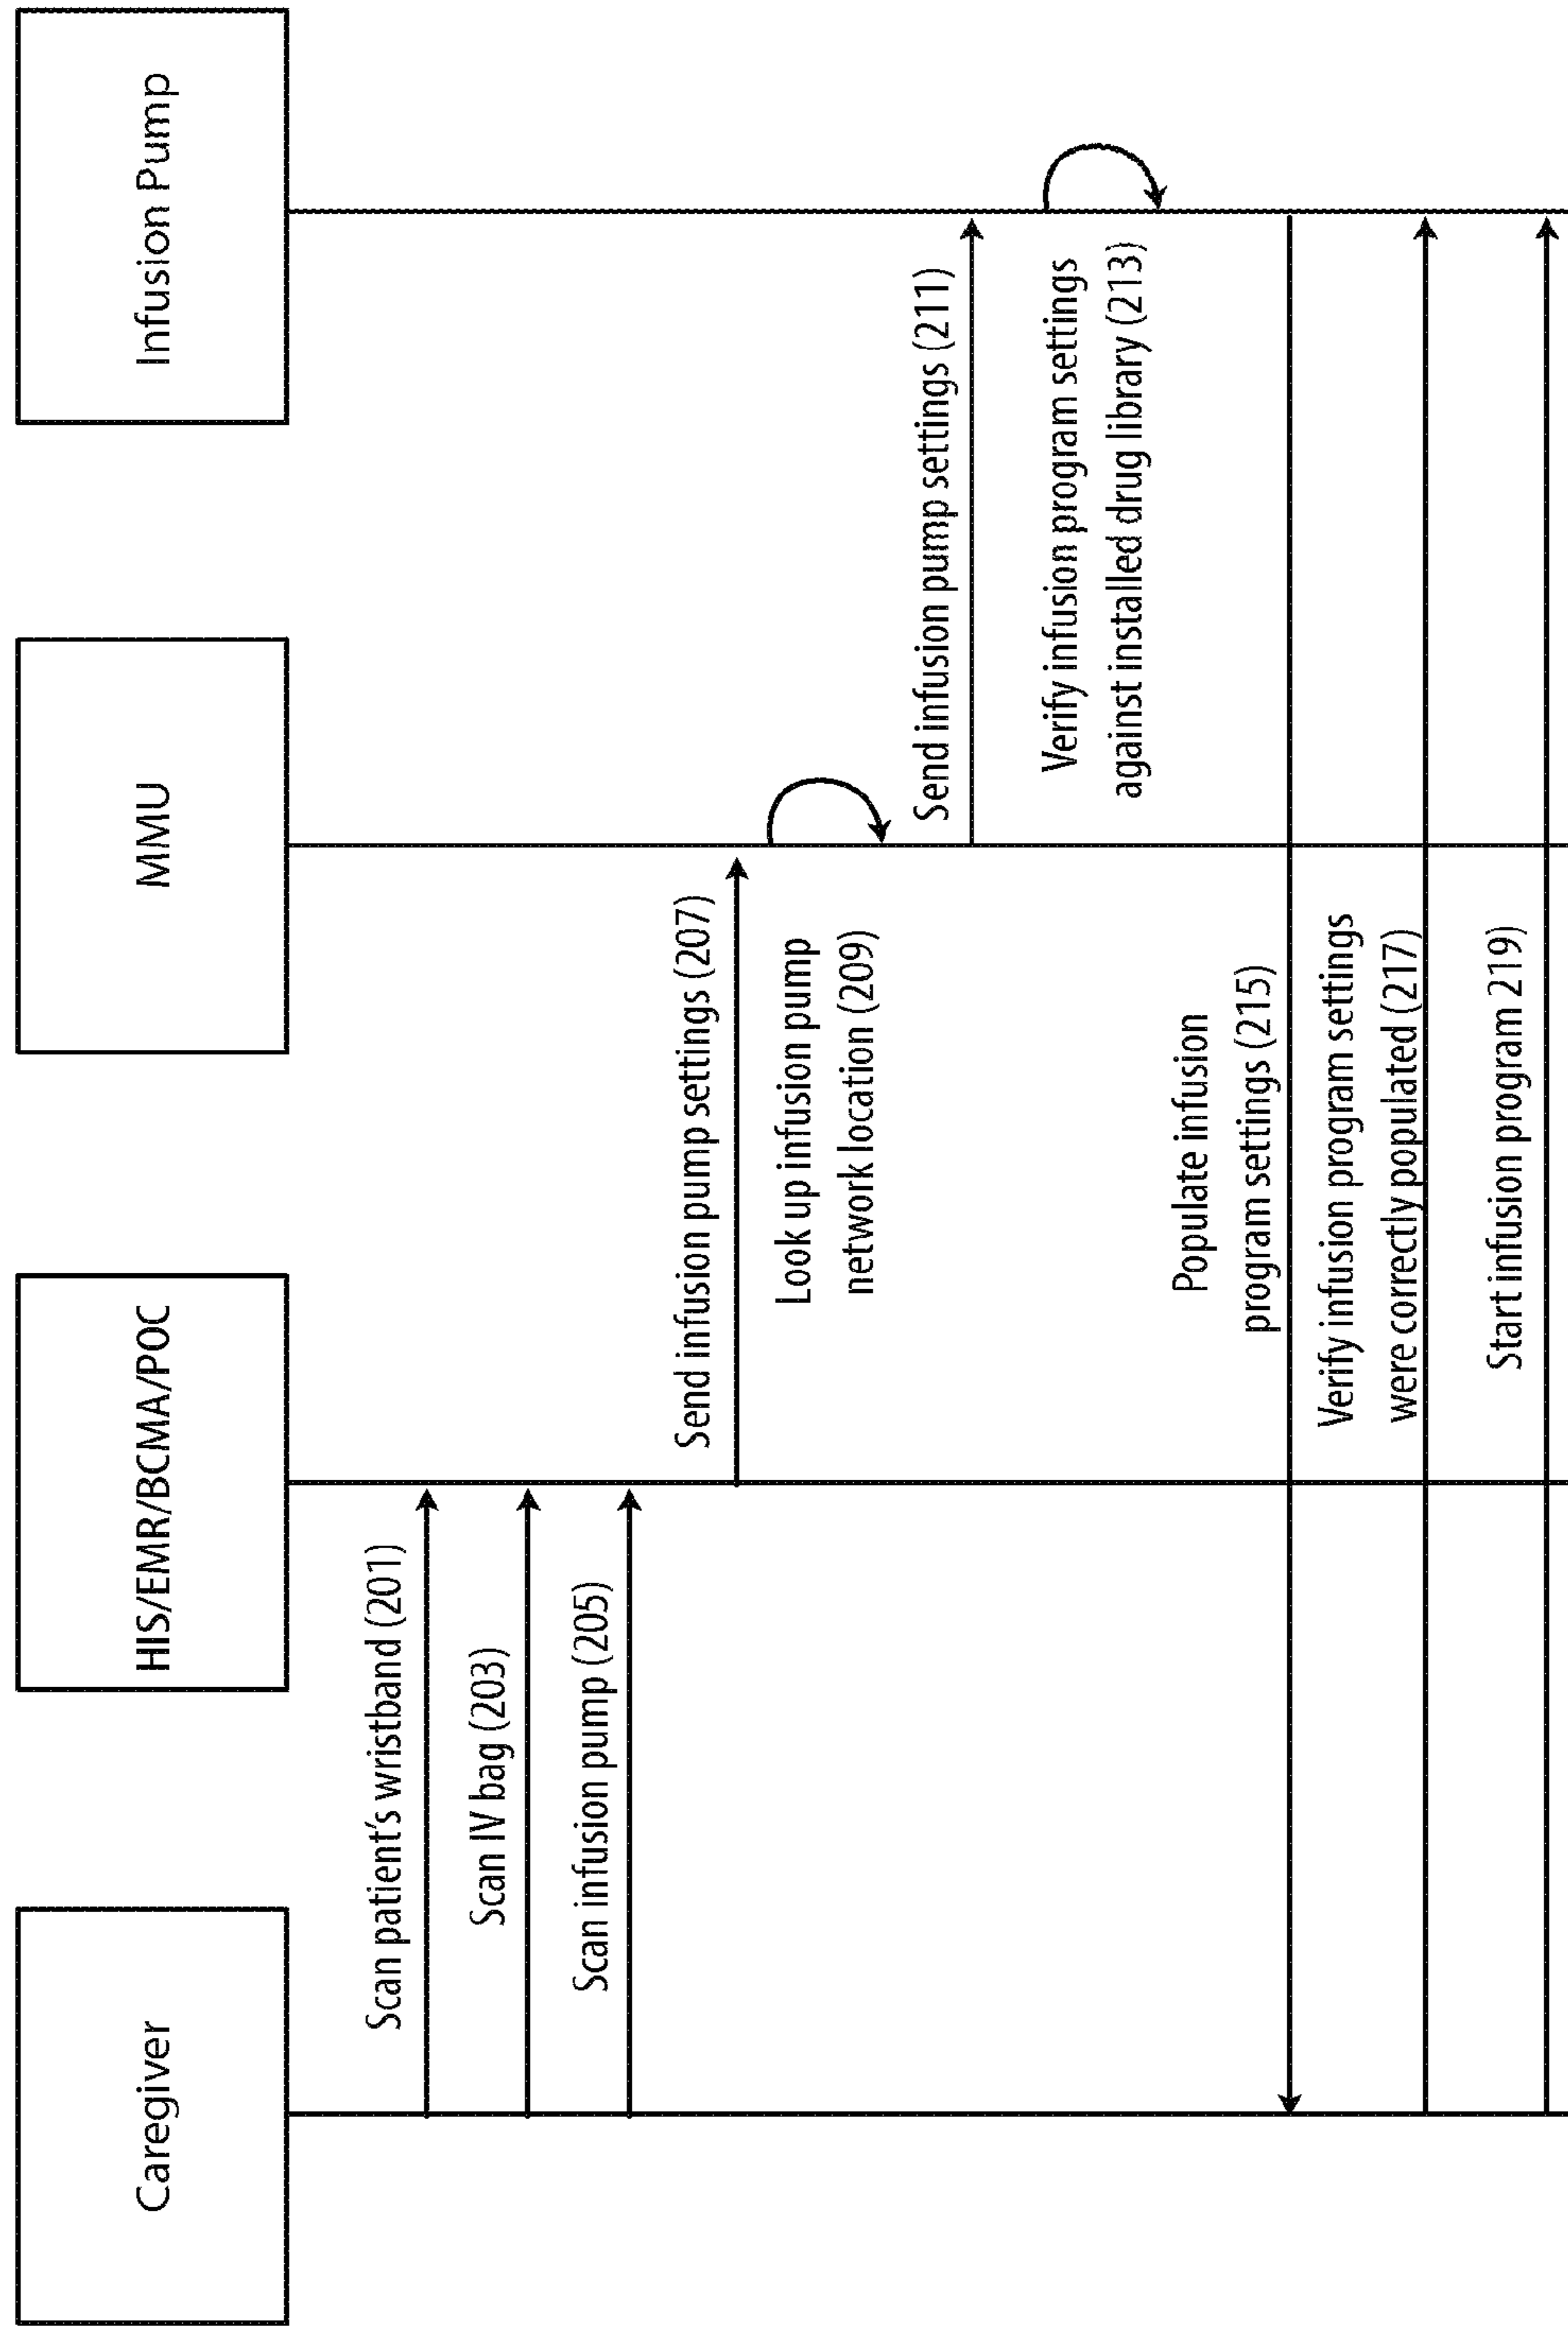 Caregiver
HIS/EMR/BCMA/POC
MMU
Infusion Pump
Scan patient's wristband (201)
Scan IV bag (203)
Scan infusion pump (205)
Send infusion pump settings (207)
Look up infusion pump
network location (209)
Send infusion pump settings (211)
Verify infusion program settings
against installed drug library (213)
Populate infusion
program settings (215)
Verify infusion program settings
were correctly populated (217)
Start infusion program 219)